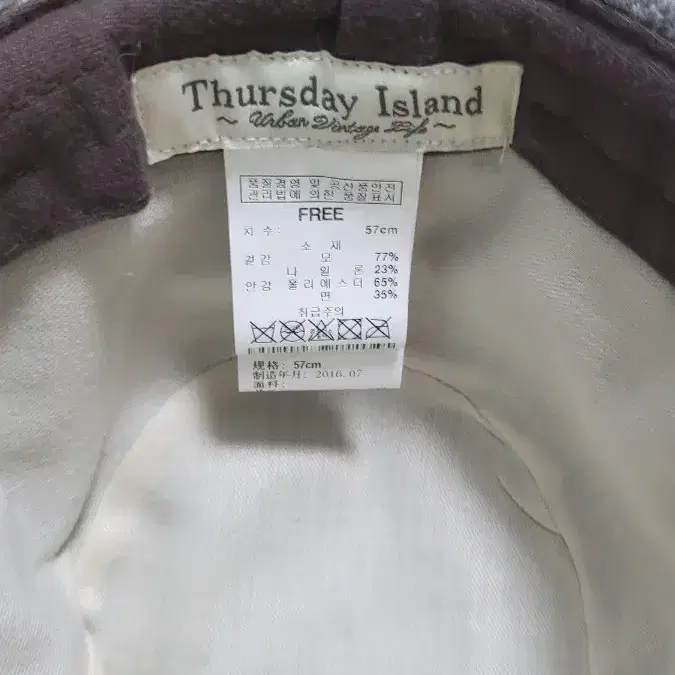 Thursday Island
~ Urban Vintage Life ~
품질경영 및 공산품안전
관리법에 의한 품질표시
FREE
치수: 57cm
소재
겉감 모 77%
나일론 23%
안감 폴리에스더 65%
면 35%
취급주의
规格: 57cm
制造年月: 2016.07
面料: